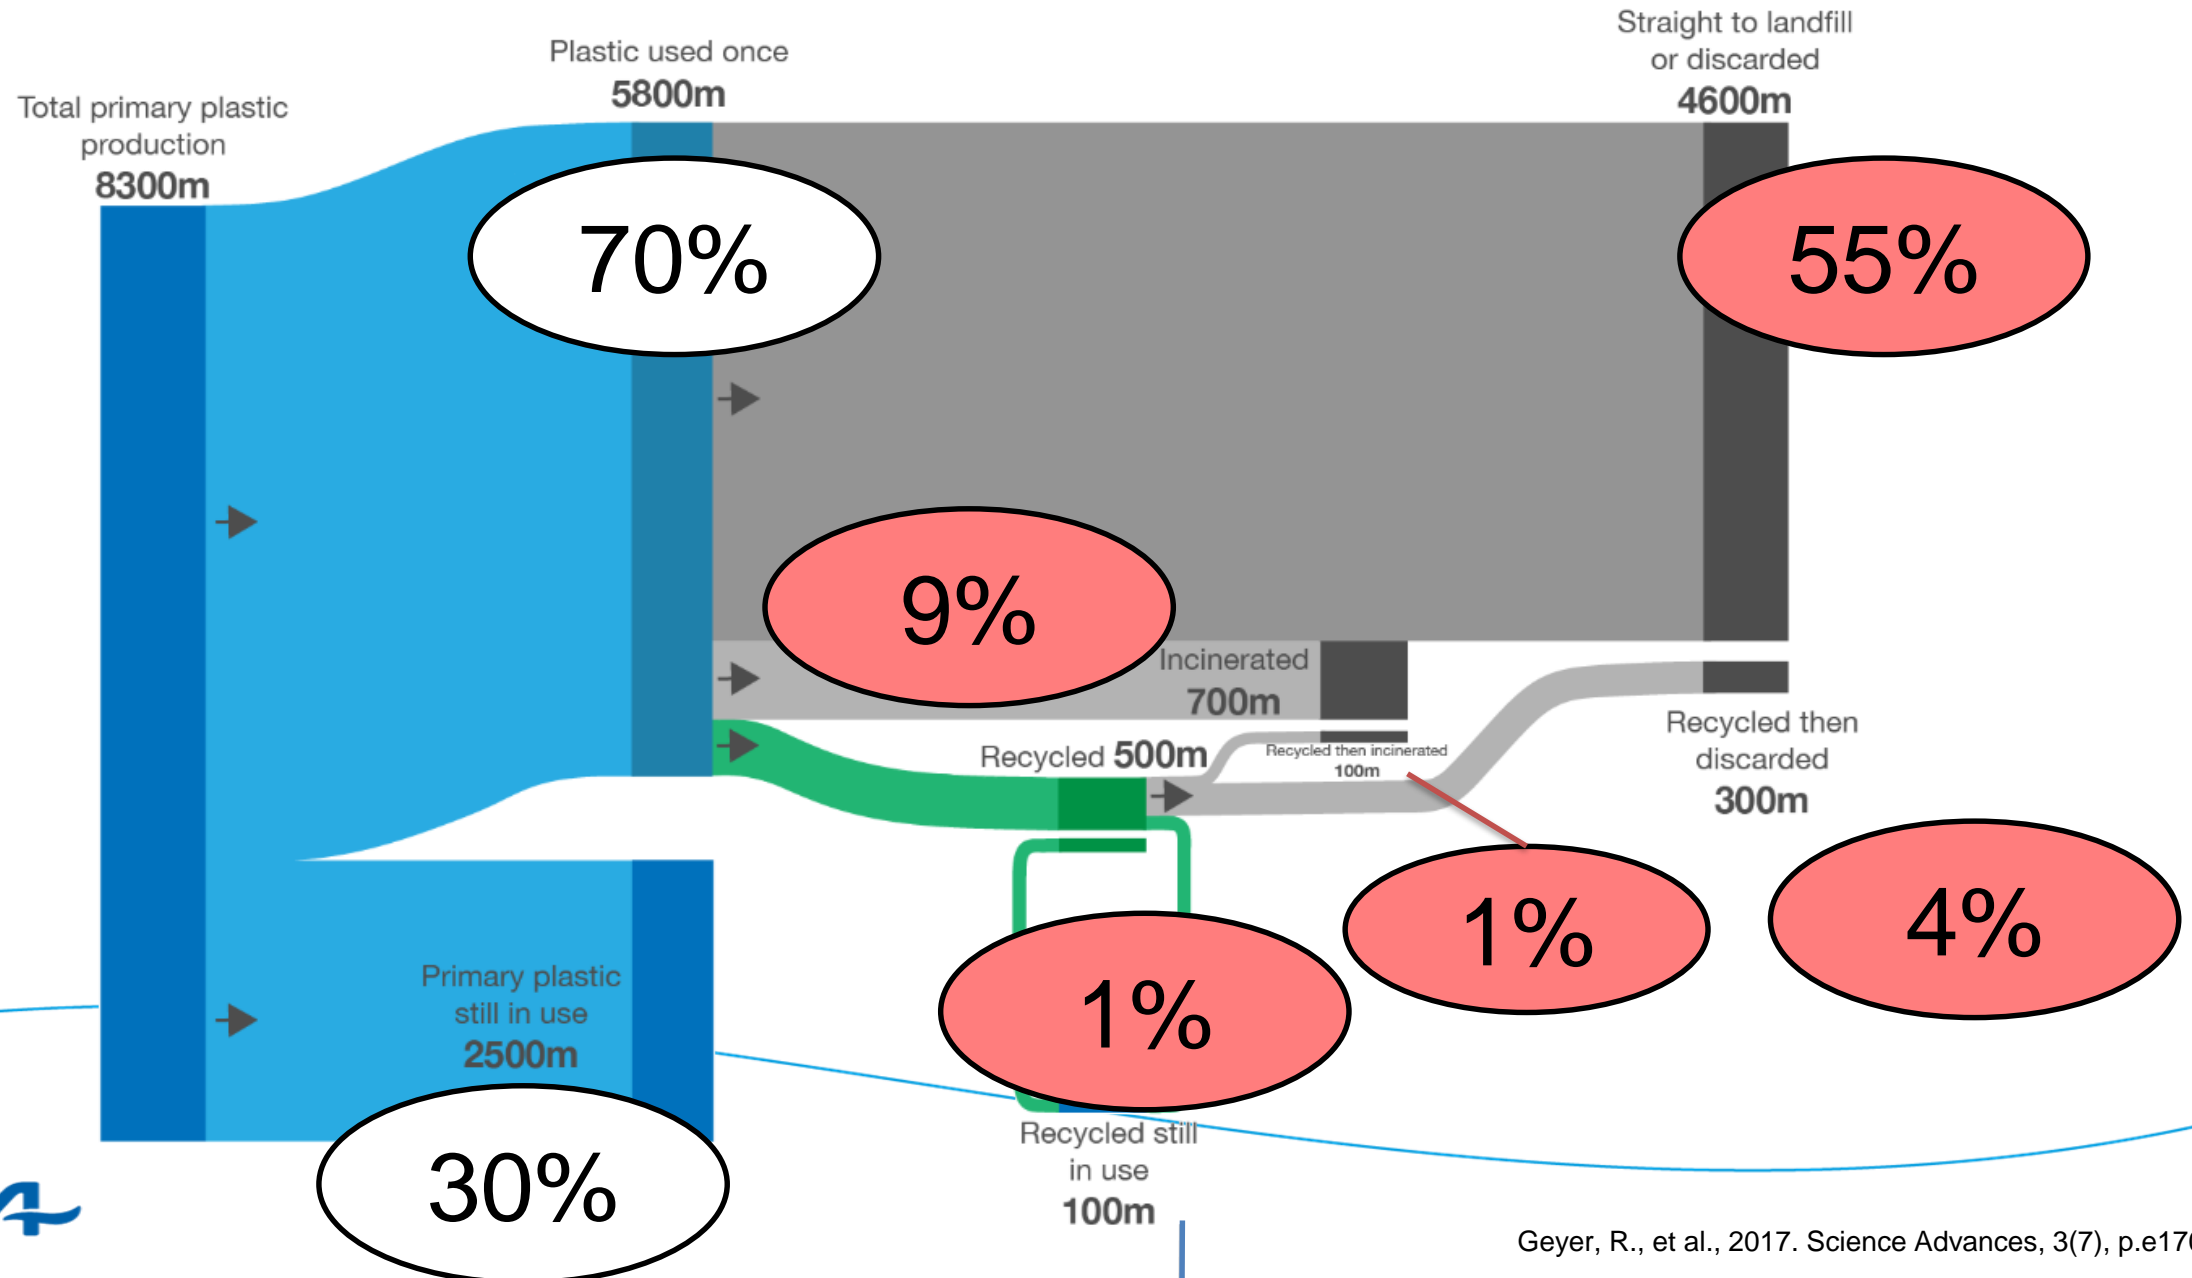 Total primary plastic
production
8300m
Plastic used once
5800m
70%
Straight to landfill
or discarded
4600m
55%
9%
Incinerated
700m
Recycled 500m
Recycled then incinerated
100m
Recycled then
discarded
300m
1%
4%
1%
Recycled still
in use
100m
Primary plastic
still in use
2500m
30%
Geyer, R., et al., 2017. Science Advances, 3(7),